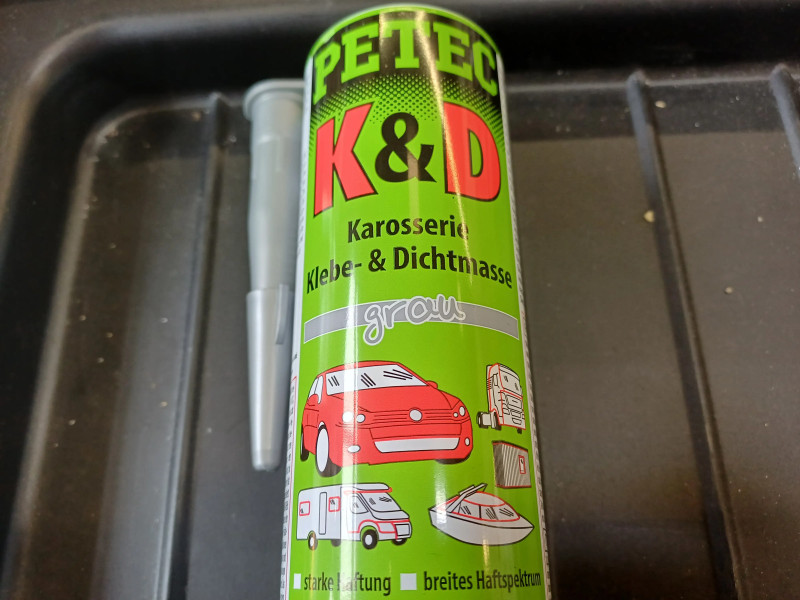 PETEC
K&D
Karosserie
Klebe- & Dichtmasse
grau
starke Haftung breites Haftspektrum